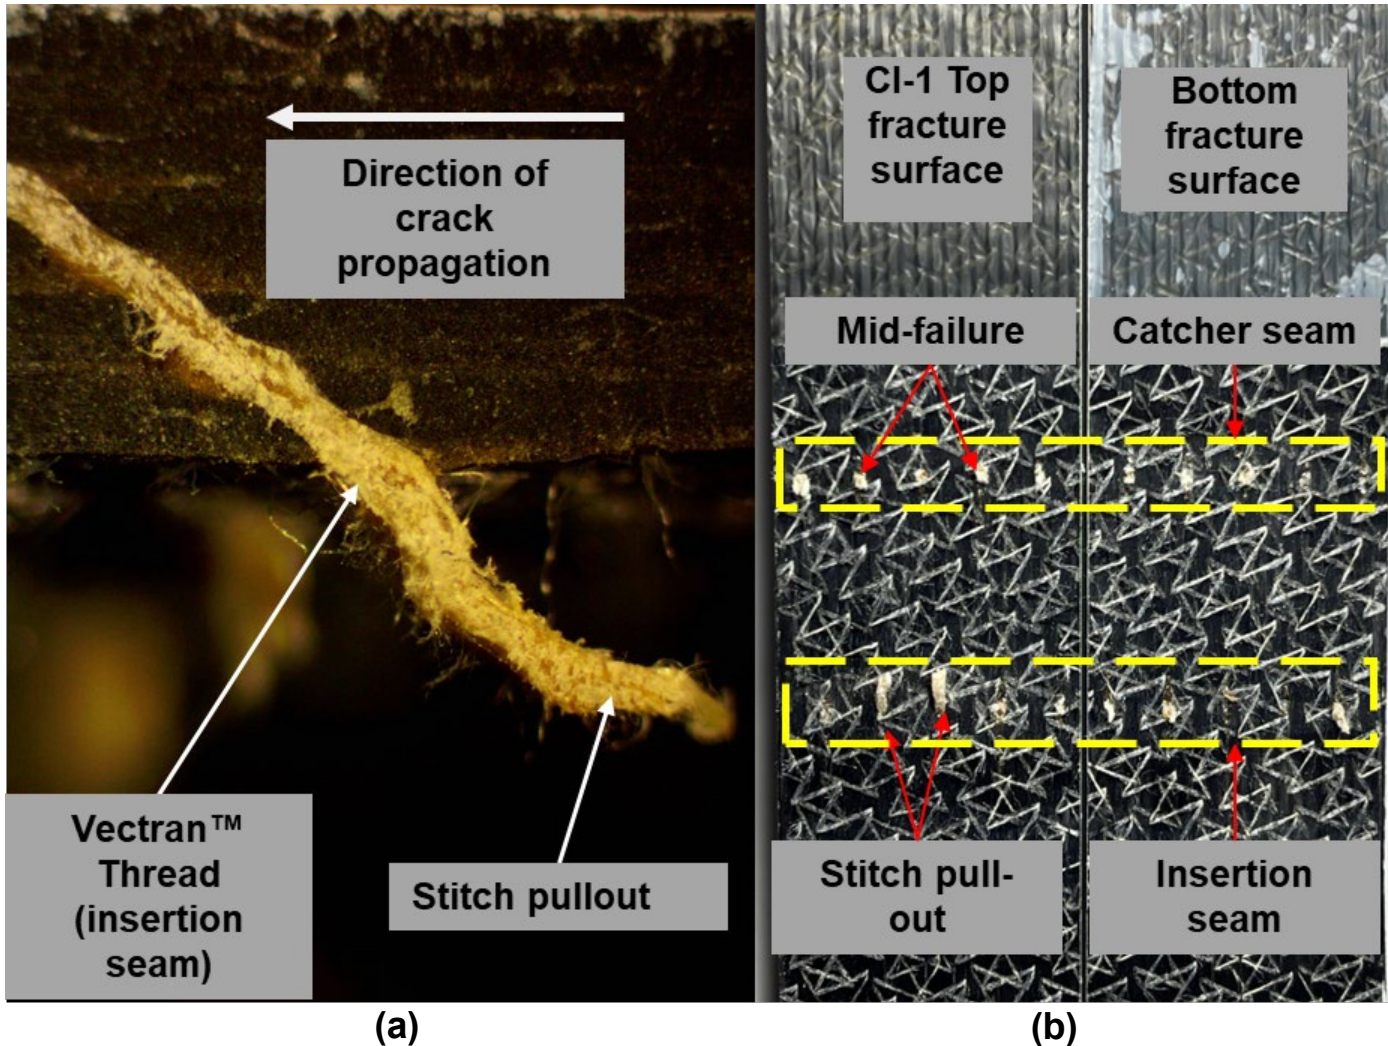 Direction of
crack
propagation
Vectran™
Thread
(insertion
seam)
Stitch pullout
(a)
CI-1 Top
fracture
surface
Bottom
fracture
surface
Mid-failure
Catcher seam
Stitch pull-
out
Insertion
seam
(b)